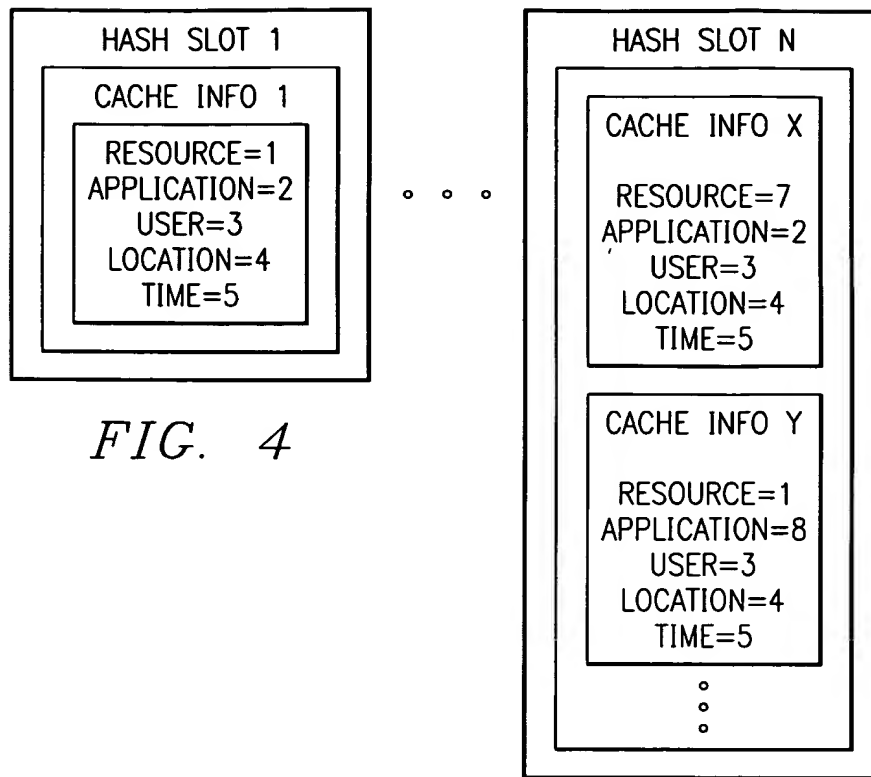 HASH SLOT 1
CACHE INFO 1
RESOURCE=1
APPLICATION=2
USER=3
LOCATION=4
TIME=5
FIG. 4
HASH SLOT N
CACHE INFO X
RESOURCE=7
APPLICATION=2
USER=3
LOCATION=4
TIME=5
CACHE INFO Y
RESOURCE=1
APPLICATION=8
USER=3
LOCATION=4
TIME=5